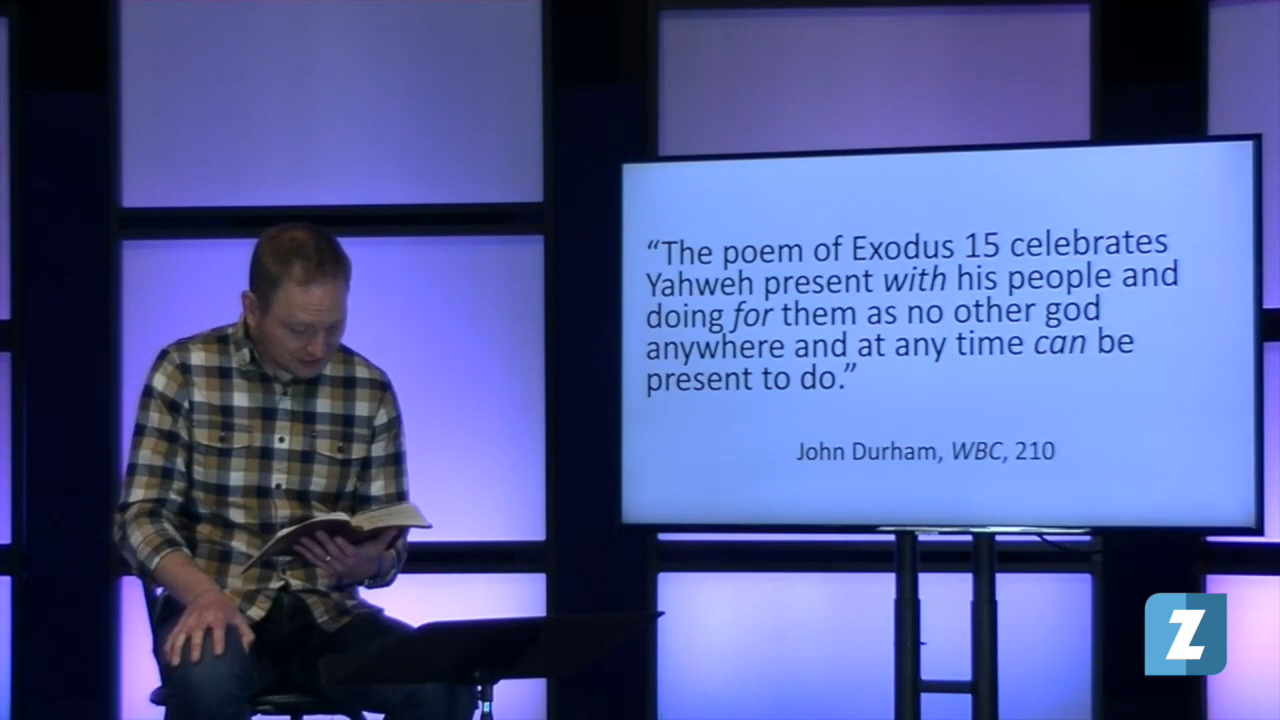 “The poem of Exodus 15 celebrates
Yahweh present with his people and
doing for them as no other god
anywhere and at any time can be
present to do.”
John Durham, WBC, 210
Z